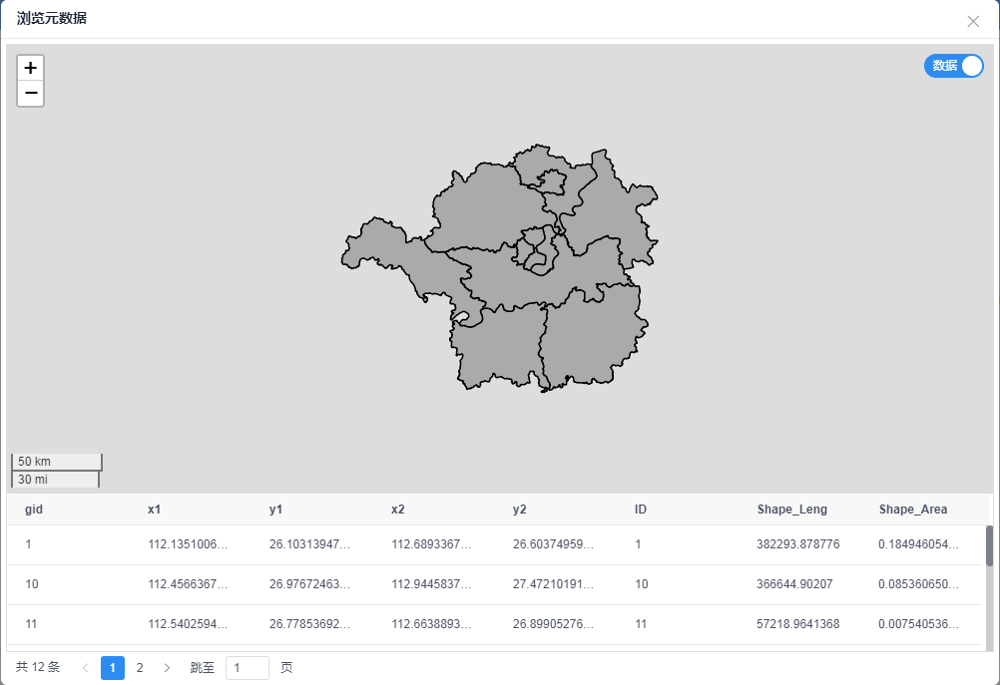 浏览元数据
+
−
数据
50 km
30 mi
gid x1 y1 x2 y2 ID Shape_Leng Shape_Area
1 112.1351006... 26.10313947... 112.6893367... 26.60374959... 1 382293.878776 0.184946054...
10 112.4566367... 26.97672463... 112.9445837... 27.47210191... 10 366644.90207 0.085360650...
11 112.5402594... 26.77853692... 112.6638893... 26.89905276... 11 57218.9641368 0.007540536...
共 12 条 1 2 跳至 1 页